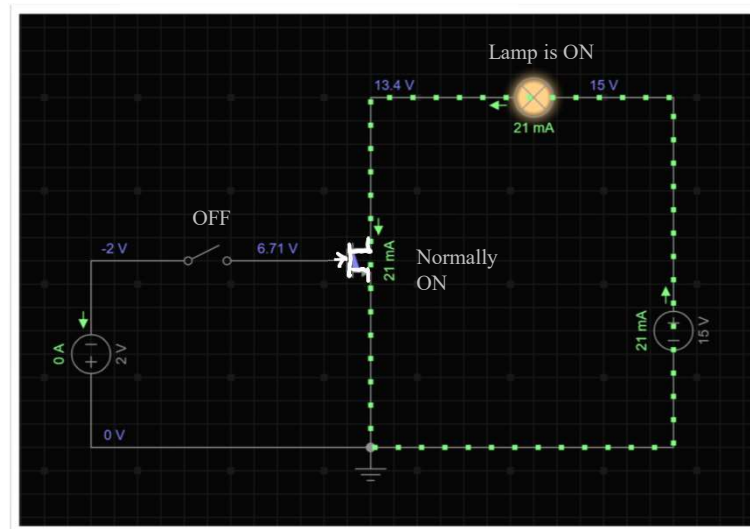 Lamp is ON
13.4 V
15 V
21 mA
OFF
-2 V
6.71 V
21 mA
Normally
ON
0 A
2 V
21 mA
15 V
0 V